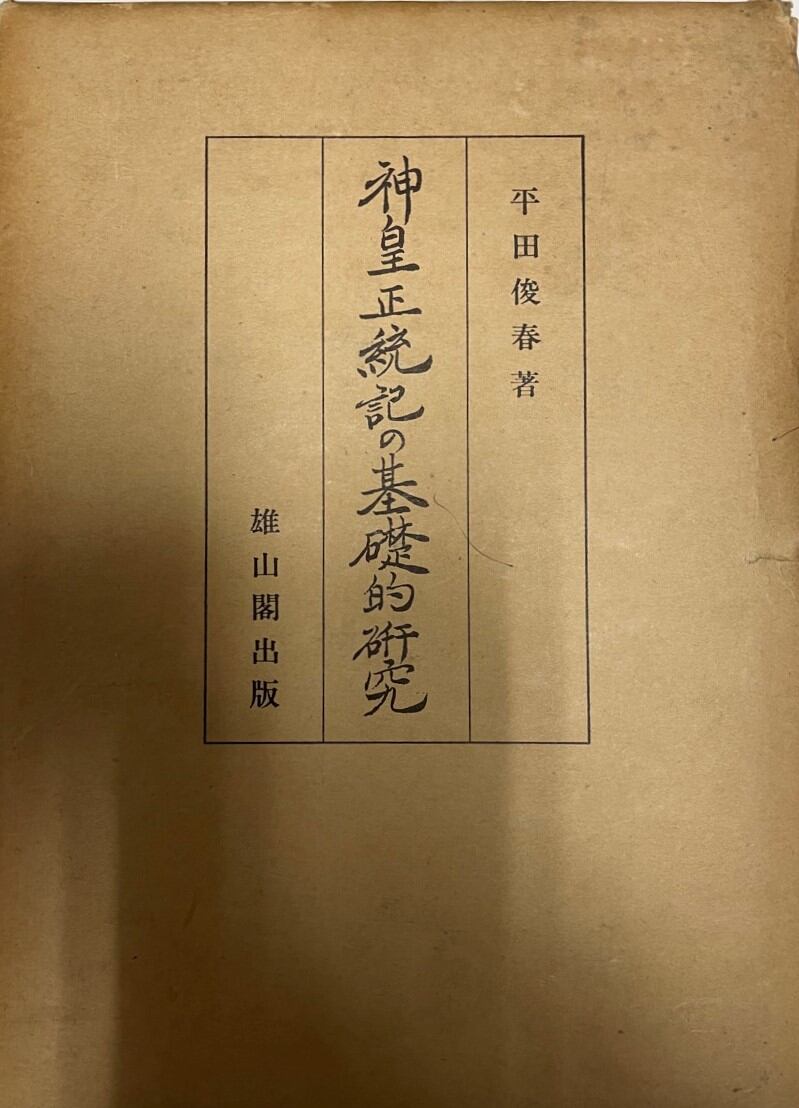 平田俊春著
神皇正統記の基礎的研究
雄山閣出版